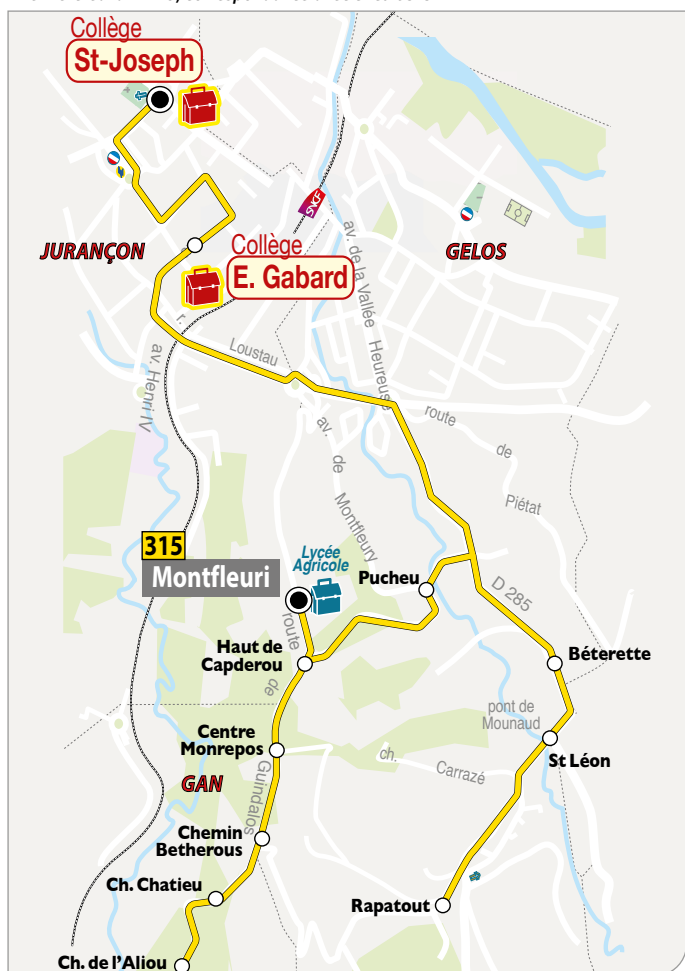 Collège
St-Joseph
SNCF
JURANÇON
Collège
E. Gabard
GELOS
av. de la Vallée Heureuse
r. Loustau
av. Henri IV
route de Piétat
av. de Montfleury
315
Montfleuri
Lycée
Agricole
Pucheu
D 285
route de Guindalos
Haut de
Capderou
Béterette
pont de
Mounaud
Centre
Monrepos
ch. Carrazé
St Léon
GAN
Chemin
Betherous
Ch. Chatieu
Rapatout
Ch. de l'Aliou